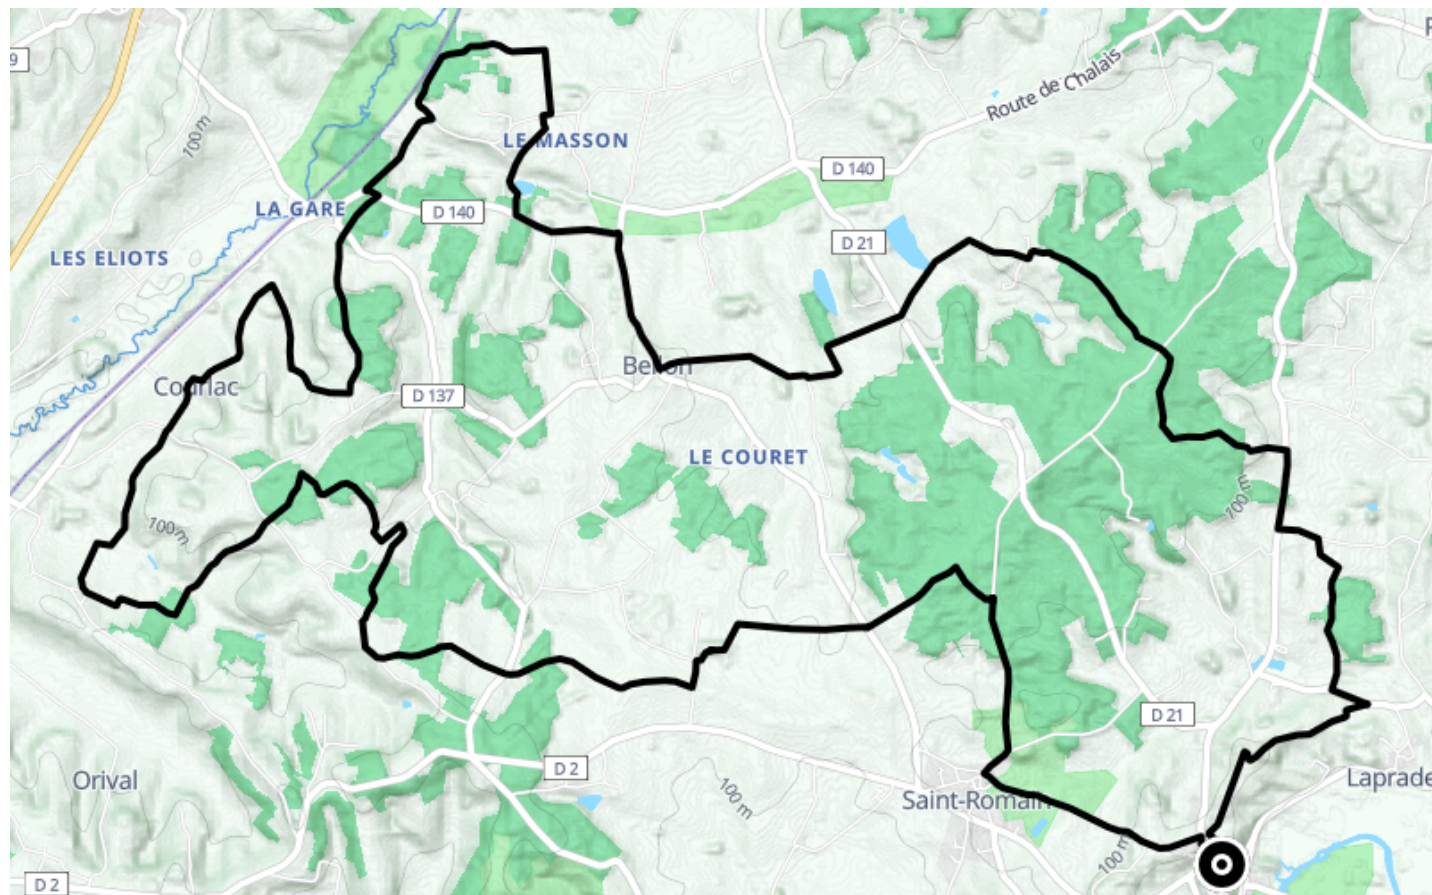 9
100 m
Route de Chalais
LE MASSON
D 140
LA GARE
D 140
D 21
LES ELIOTS
Bellon
Courlac
D 137
LE COURET
100 m
100 m
D 21
D 2
Orival
100 m
Saint-Romain
Laprade
100 m
D 2